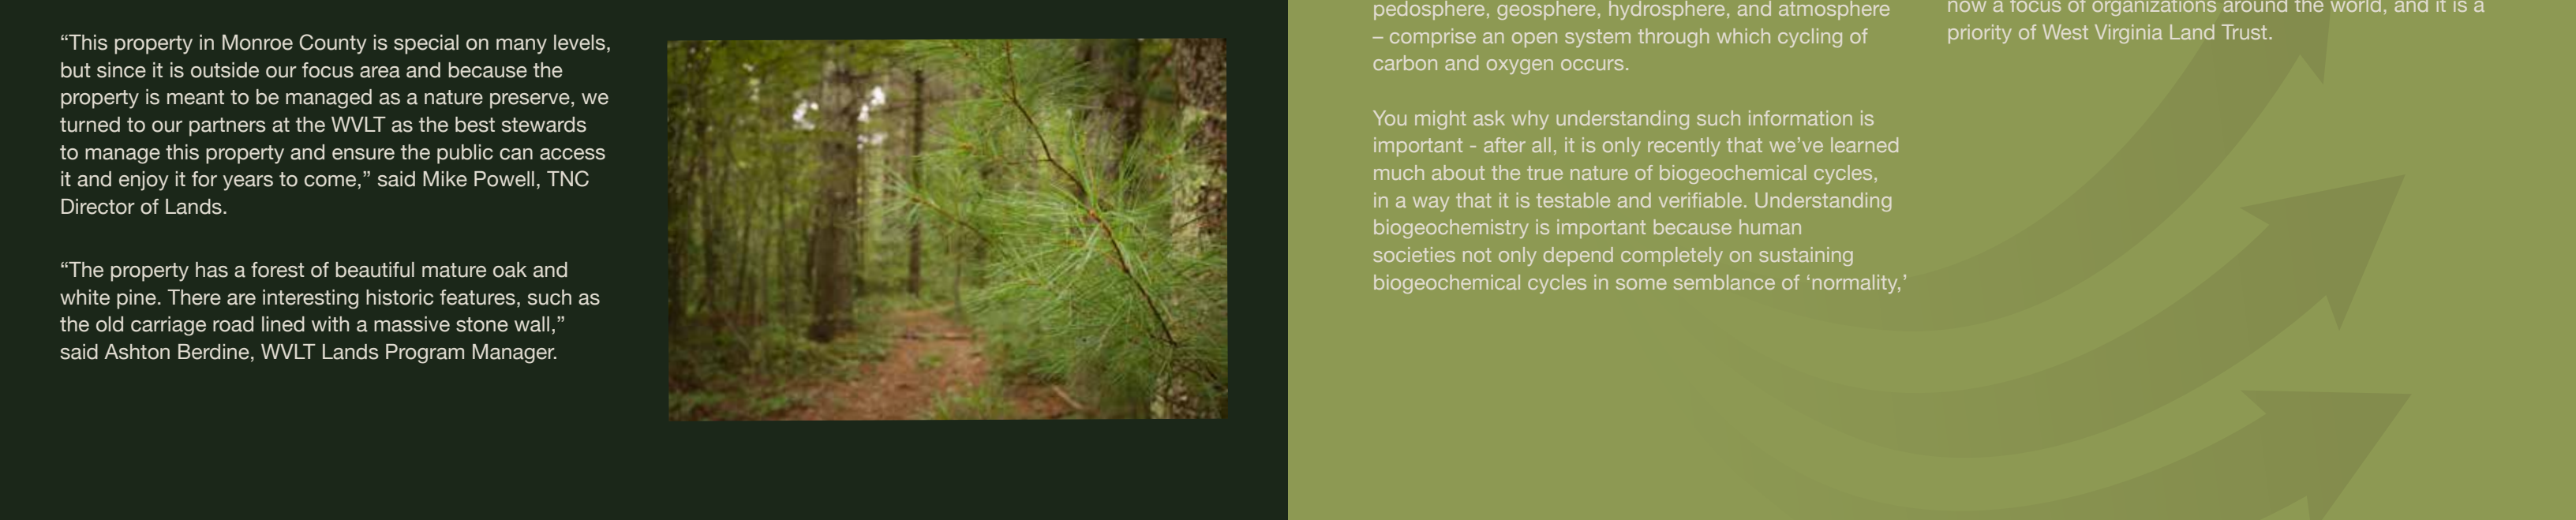 “This property in Monroe County is special on many levels,
but since it is outside our focus area and because the
property is meant to be managed as a nature preserve, we
turned to our partners at the WVLT as the best stewards
to manage this property and ensure the public can access
it and enjoy it for years to come,” said Mike Powell, TNC
Director of Lands.
“The property has a forest of beautiful mature oak and
white pine. There are interesting historic features, such as
the old carriage road lined with a massive stone wall,”
said Ashton Berdine, WVLT Lands Program Manager.
pedosphere, geosphere, hydrosphere, and atmosphere
– comprise an open system through which cycling of
carbon and oxygen occurs.
You might ask why understanding such information is
important - after all, it is only recently that we’ve learned
much about the true nature of biogeochemical cycles,
in a way that it is testable and verifiable. Understanding
biogeochemistry is important because human
societies not only depend completely on sustaining
biogeochemical cycles in some semblance of ‘normality,’
now a focus of organizations around the world, and it is a
priority of West Virginia Land Trust.